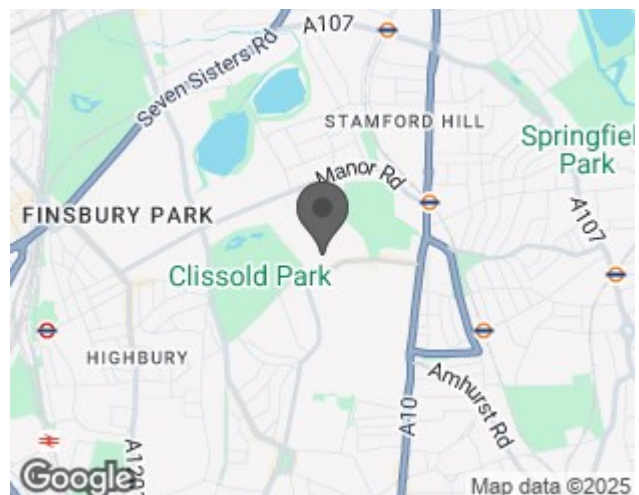 A107
Seven Sisters Rd
STAMFORD HILL
Springfie
Park
Manor Rd
FINSBURY PARK
A107
Clissold Park
HIGHBURY
Amhurst Rd
A10
Google
Map data ©2025